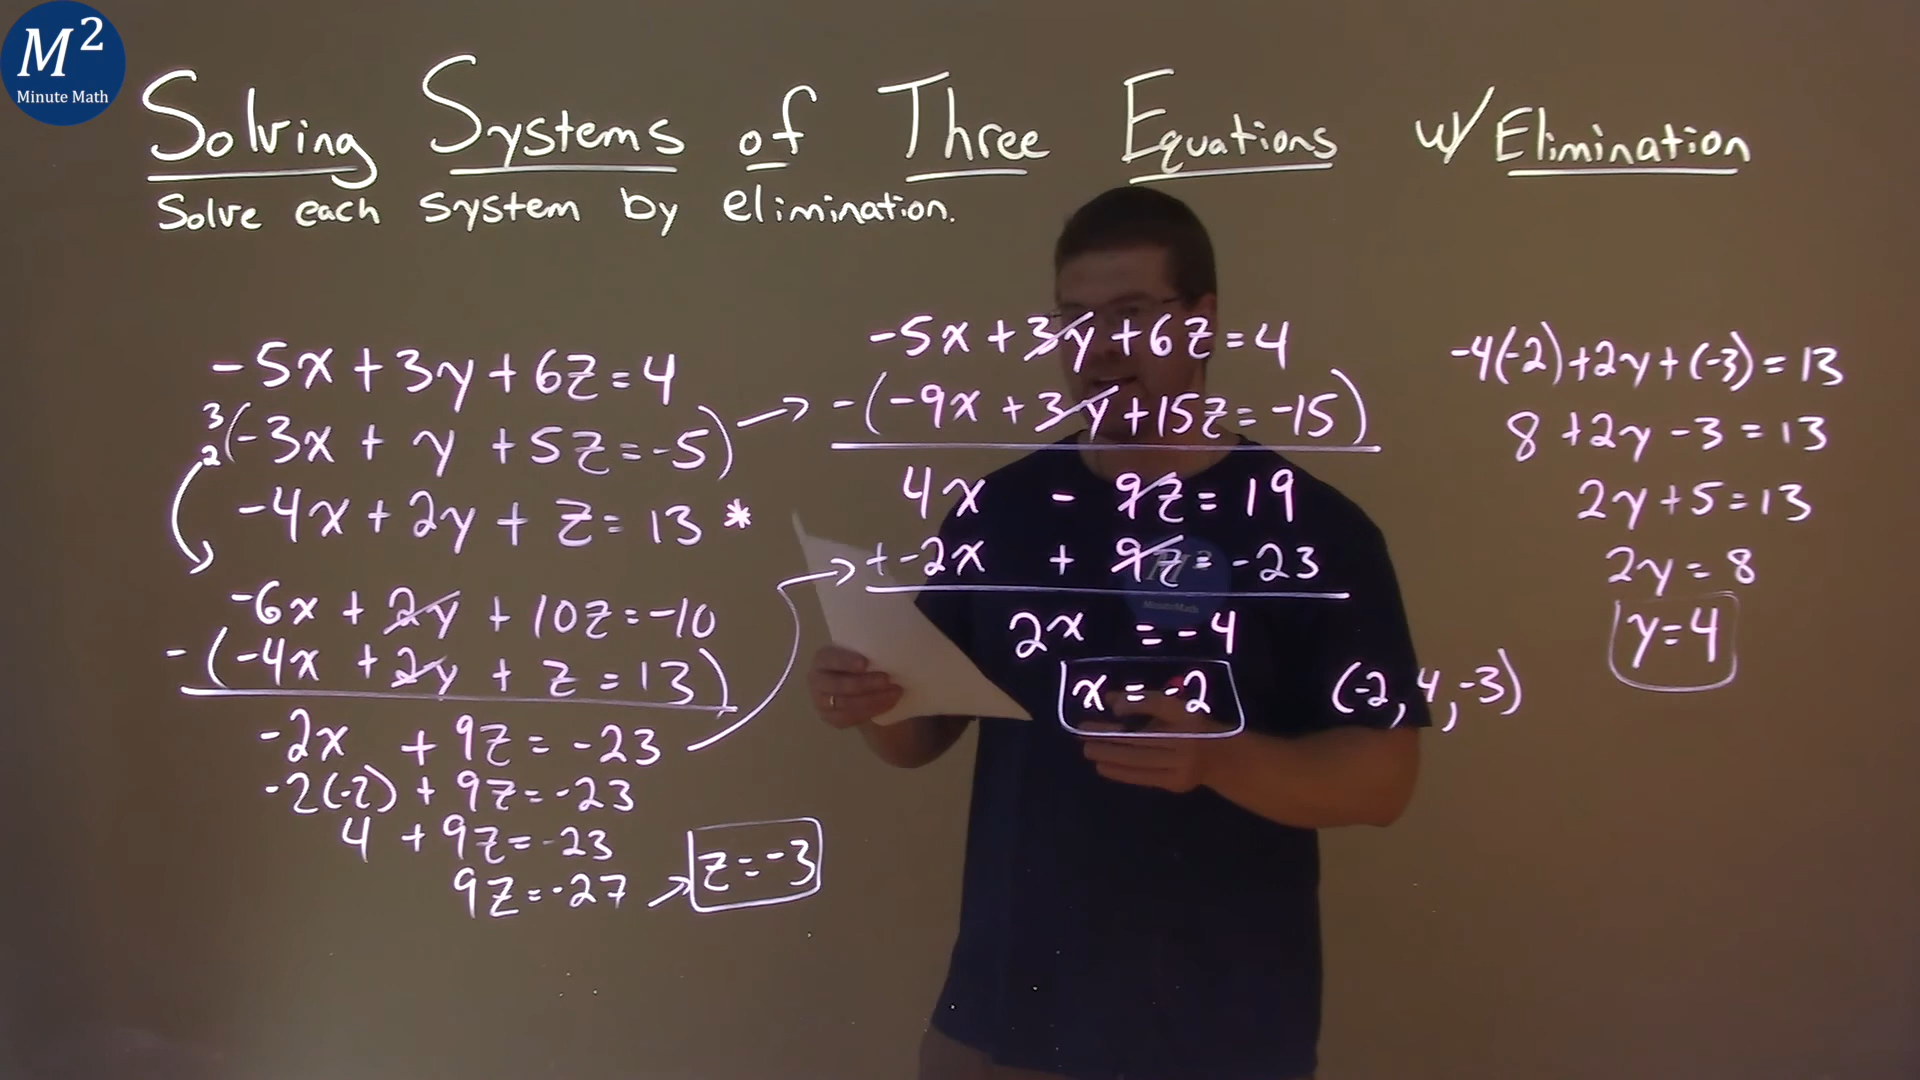 M²
Minute Math
Solving Systems of Three Equations w/ Elimination
Solve each system by elimination.
-5x + 3y + 6z = 4
3
2
(-3x + y + 5z = -5)
-4x + 2y + z = 13 *
-6x + 2y + 10z = -10
- (-4x + 2y + z = 13)
-2x + 9z = -23
-2(-2) + 9z = -23
4 + 9z = -23
9z = -27
z = -3
-5x + 3y + 6z = 4
- (-9x + 3y + 15z = -15)
4x - 9z = 19
+ -2x + 9z = -23
2x = -4
x = -2
(-2, 4, -3)
-4(-2) + 2y + (-3) = 13
8 + 2y - 3 = 13
2y + 5 = 13
2y = 8
y = 4
M²
MinuteMath